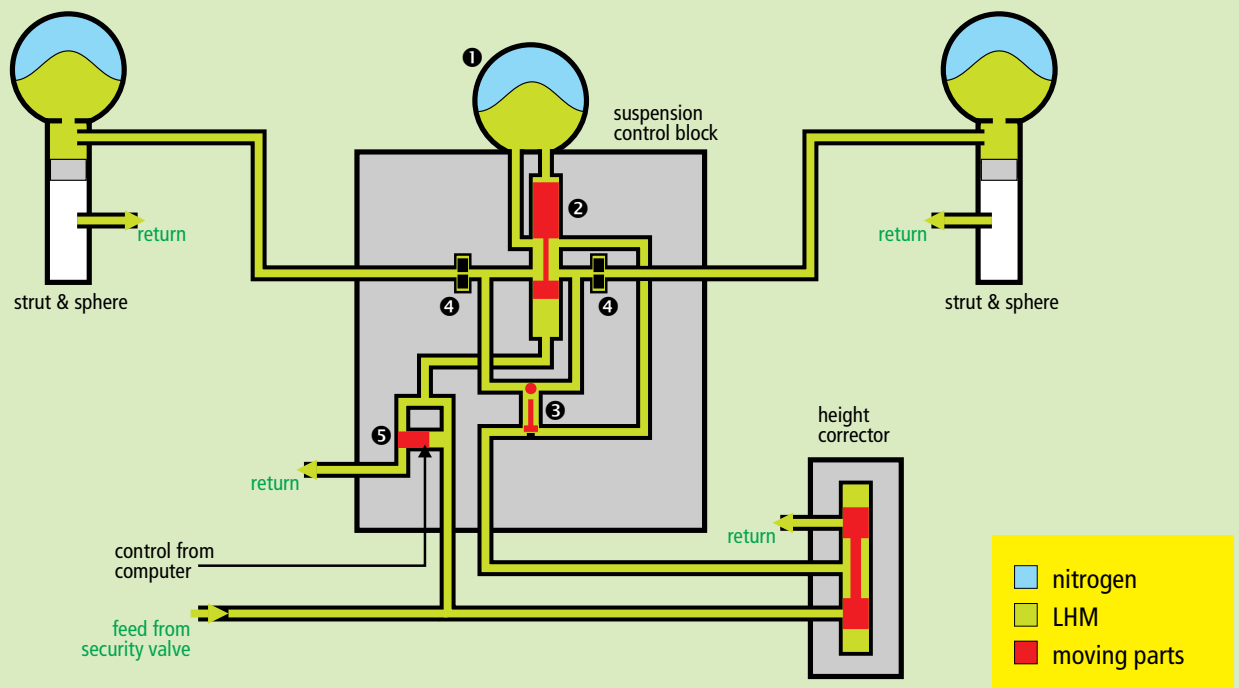 ❶
suspension
control block
❷
return
return
strut & sphere
strut & sphere
❹
❹
❸
height
corrector
❺
return
return
control from
computer
feed from
security valve
nitrogen
LHM
moving parts